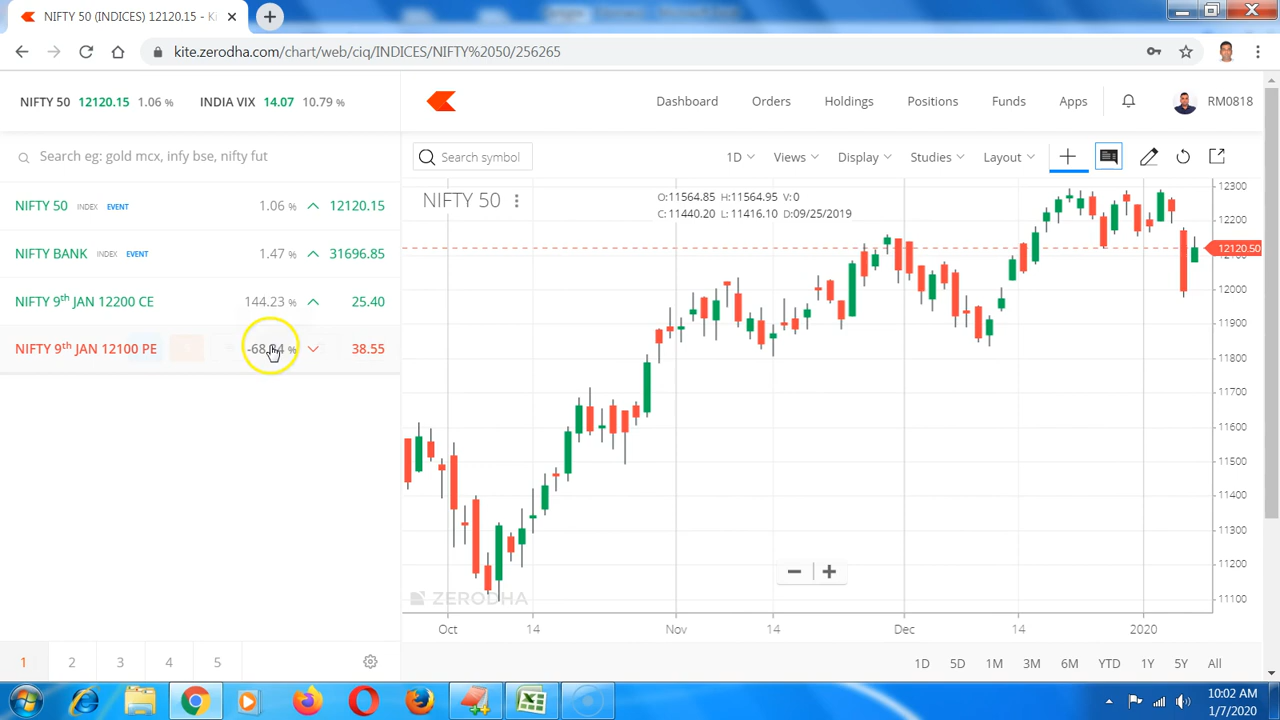 NIFTY 50 (INDICES) 12120.15 - Ki
kite.zerodha.com/chart/web/ciq/INDICES/NIFTY%2050/256265
NIFTY 50 12120.15 1.06 % INDIA VIX 14.07 10.79 %
Dashboard Orders Holdings Positions Funds Apps RM0818
Search eg: gold mcx, infy bse, nifty fut
Search symbol 1D Views Display Studies Layout
NIFTY 50 INDEX EVENT 1.06 % 12120.15
NIFTY BANK INDEX EVENT 1.47 % 31696.85
NIFTY 9th JAN 12200 CE 144.23 % 25.40
NIFTY 9th JAN 12100 PE % 38.55
NIFTY 50
O:11564.85 H:11564.95 V:0
C:11440.20 L:11416.10 D:09/25/2019
12300
12200
12120.50
12000
11900
11800
11700
11600
11500
11400
11300
11200
11100
ZERODHA
Oct 14 Nov 14 Dec 14 2020
1 2 3 4 5
1D 5D 1M 3M 6M YTD 1Y 5Y All
10:02 AM
1/7/2020